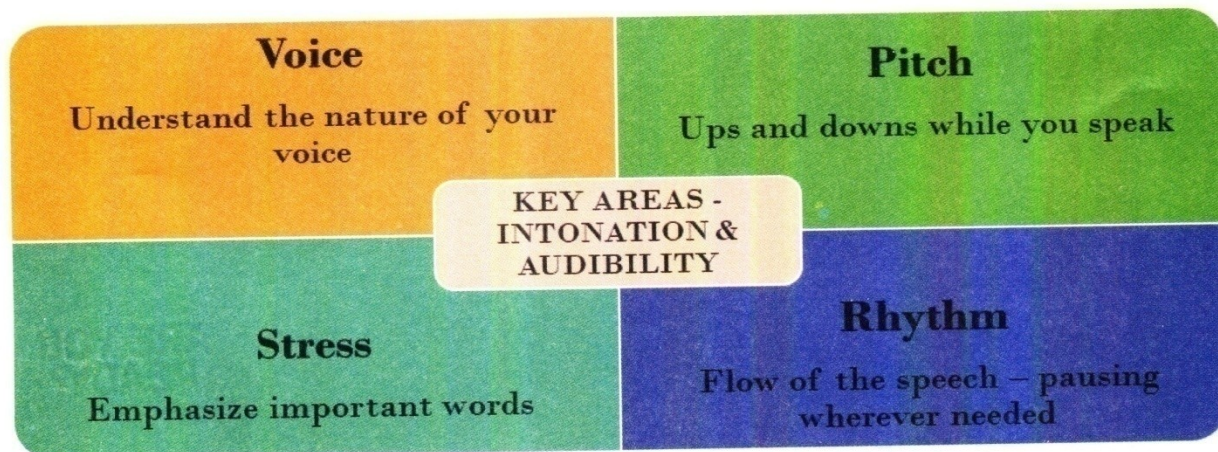 Voice
Understand the nature of your
voice
Pitch
Ups and downs while you speak
KEY AREAS -
INTONATION &
AUDIBILITY
Stress
Emphasize important words
Rhythm
Flow of the speech – pausing
wherever needed